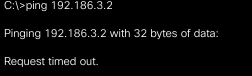 C:\>ping 192.186.3.2
Pinging 192.186.3.2 with 32 bytes of data:
Request timed out.